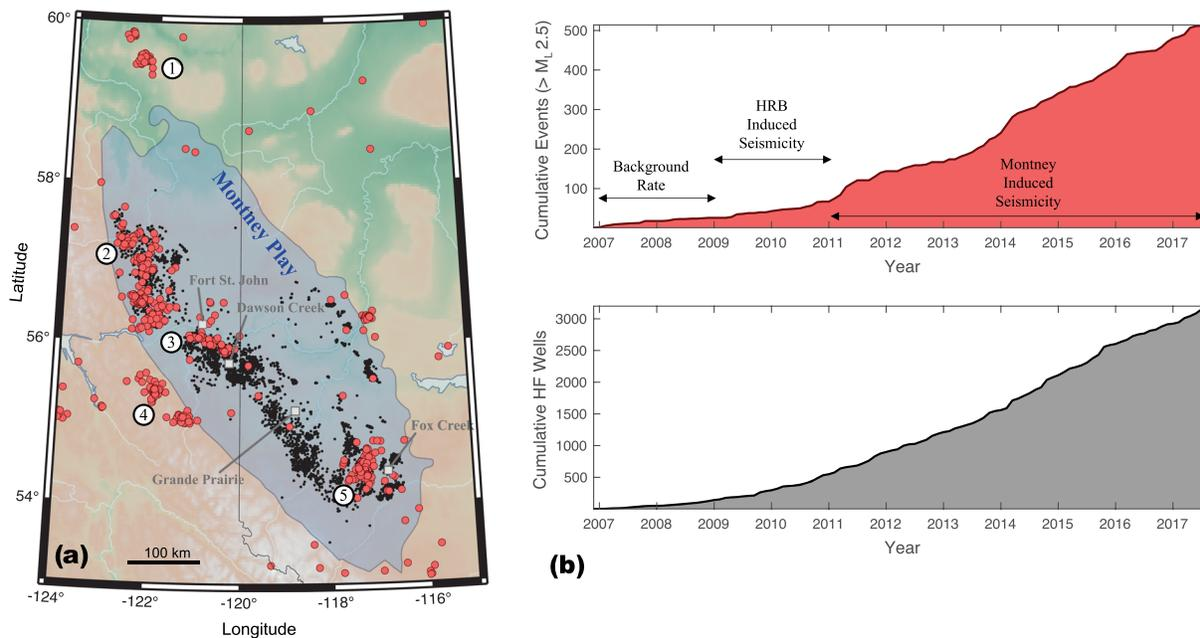 60°
58°
56°
54°
Latitude
1
2
3
4
5
Montney Play
Fort St. John
Dawson Creek
Fox Creek
Grande Prairie
(a)
100 km
-124°
-122°
-120°
-118°
-116°
Longitude
Cumulative Events (> ML 2.5)
500
400
300
200
100
Background
Rate
HRB
Induced
Seismicity
Montney
Induced
Seismicity
2007
2008
2009
2010
2011
2012
2013
2014
2015
2016
2017
Year
Cumulative HF Wells
3000
2500
2000
1500
1000
500
2007
2008
2009
2010
2011
2012
2013
2014
2015
2016
2017
Year
(b)